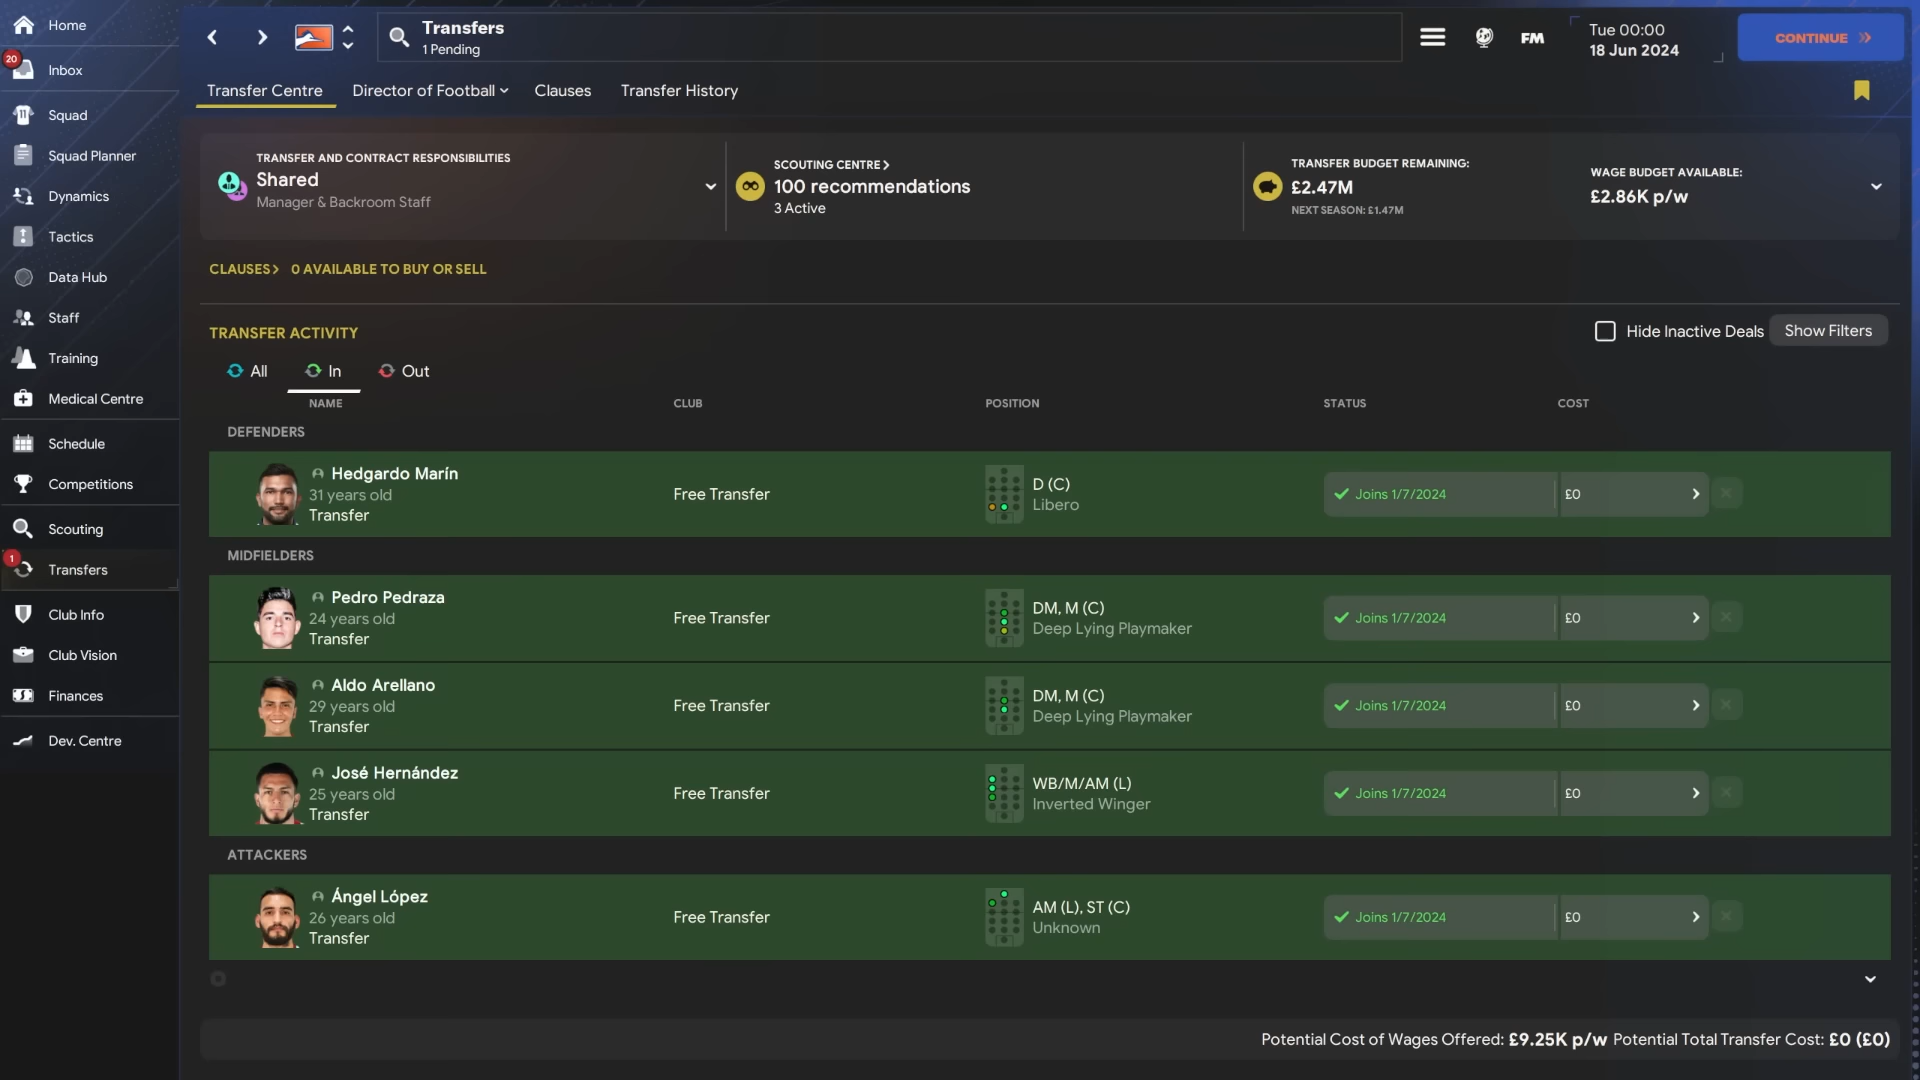 Home
20
Inbox
Squad
Squad Planner
Dynamics
Tactics
Data Hub
Staff
Training
Medical Centre
Schedule
Competitions
Scouting
1
Transfers
Club Info
Club Vision
Finances
Dev. Centre
Transfers
1 Pending
FM
Tue 00:00
18 Jun 2024
CONTINUE
Transfer Centre
Director of Football
Clauses
Transfer History
TRANSFER AND CONTRACT RESPONSIBILITIES
Shared
Manager & Backroom Staff
SCOUTING CENTRE >
100 recommendations
3 Active
TRANSFER BUDGET REMAINING:
£2.47M
NEXT SEASON: £1.47M
WAGE BUDGET AVAILABLE:
£2.86K p/w
CLAUSES > 0 AVAILABLE TO BUY OR SELL
TRANSFER ACTIVITY
Hide Inactive Deals
Show Filters
All
In
Out
NAME CLUB POSITION STATUS COST
DEFENDERS
Hedgardo Marín
31 years old
Transfer
Free Transfer
D (C)
Libero
Joins 1/7/2024
£0
MIDFIELDERS
Pedro Pedraza
24 years old
Transfer
Free Transfer
DM, M (C)
Deep Lying Playmaker
Joins 1/7/2024
£0
Aldo Arellano
29 years old
Transfer
Free Transfer
DM, M (C)
Deep Lying Playmaker
Joins 1/7/2024
£0
José Hernández
25 years old
Transfer
Free Transfer
WB/M/AM (L)
Inverted Winger
Joins 1/7/2024
£0
ATTACKERS
Ángel López
26 years old
Transfer
Free Transfer
AM (L), ST (C)
Unknown
Joins 1/7/2024
£0
Potential Cost of Wages Offered: £9.25K p/w Potential Total Transfer Cost: £0 (£0)